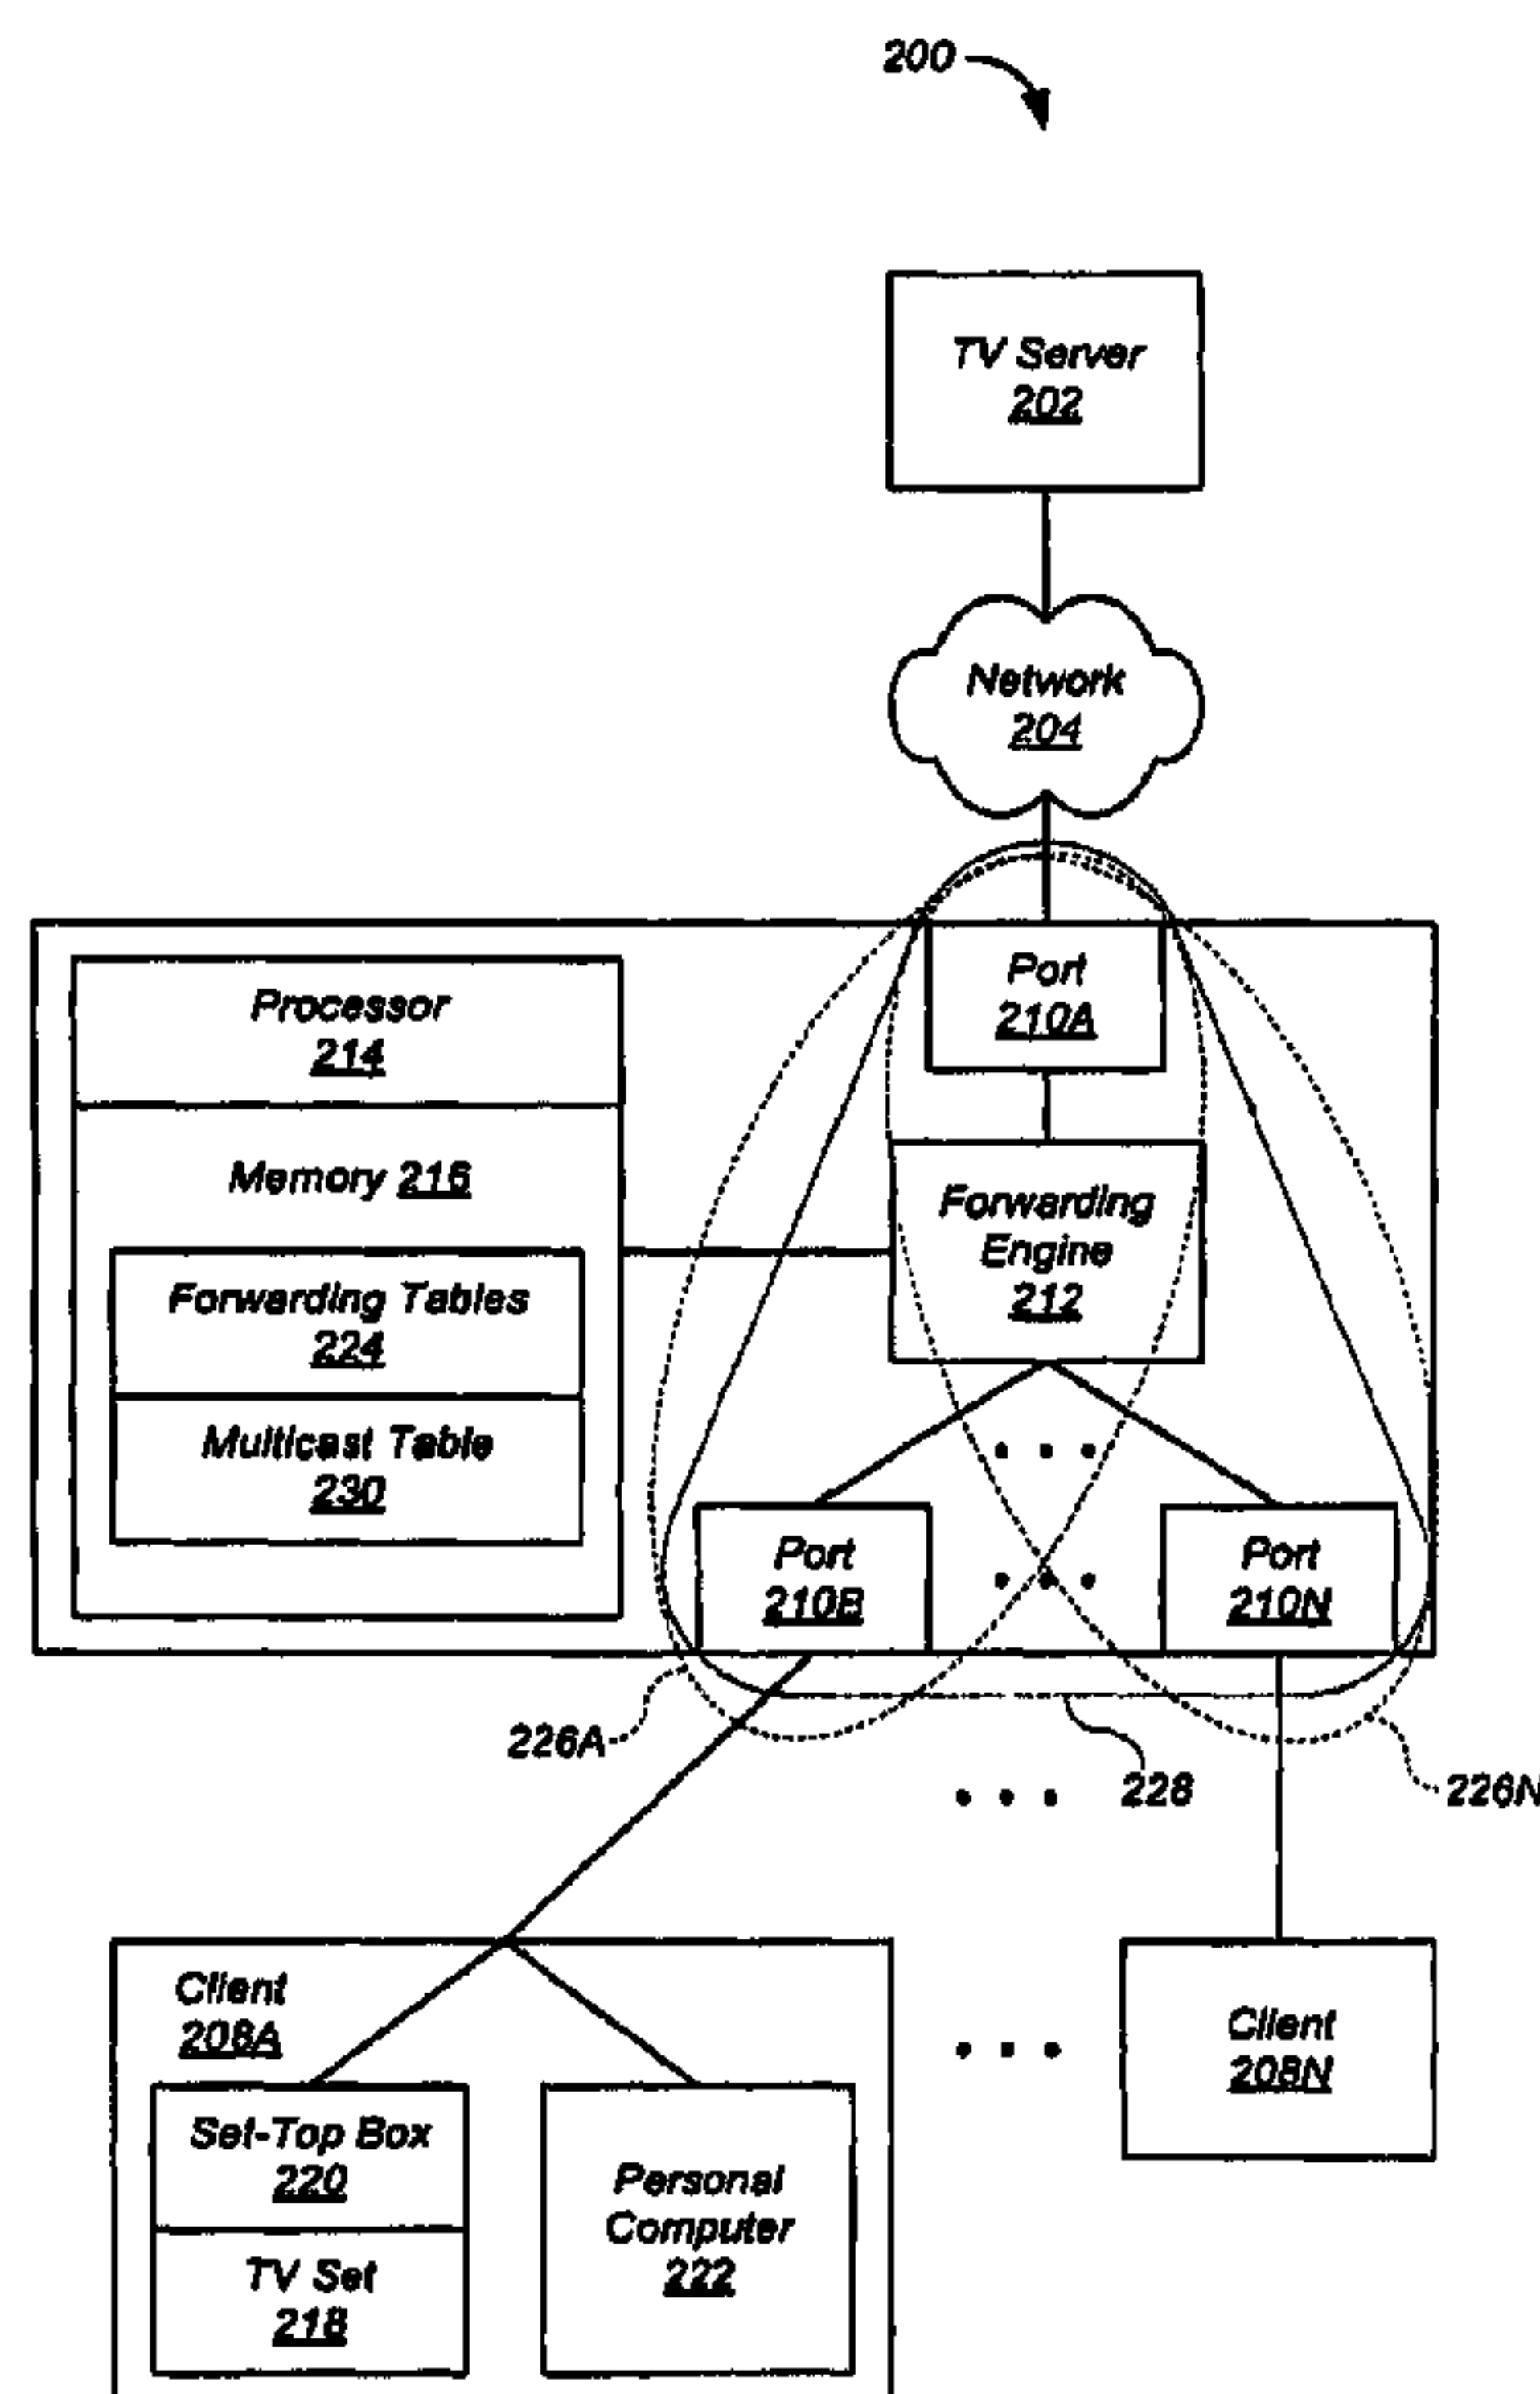 200
TV Server
202
Network
204
Port
210A
Processor
214
Memory 216
Forwarding
Engine
212
Forwarding Tables
224
Multicast Table
230
Port
210B
Port
210N
226A
228
226N
Client
208A
Client
208N
Set-Top Box
220
Personal
Computer
222
TV Set
218